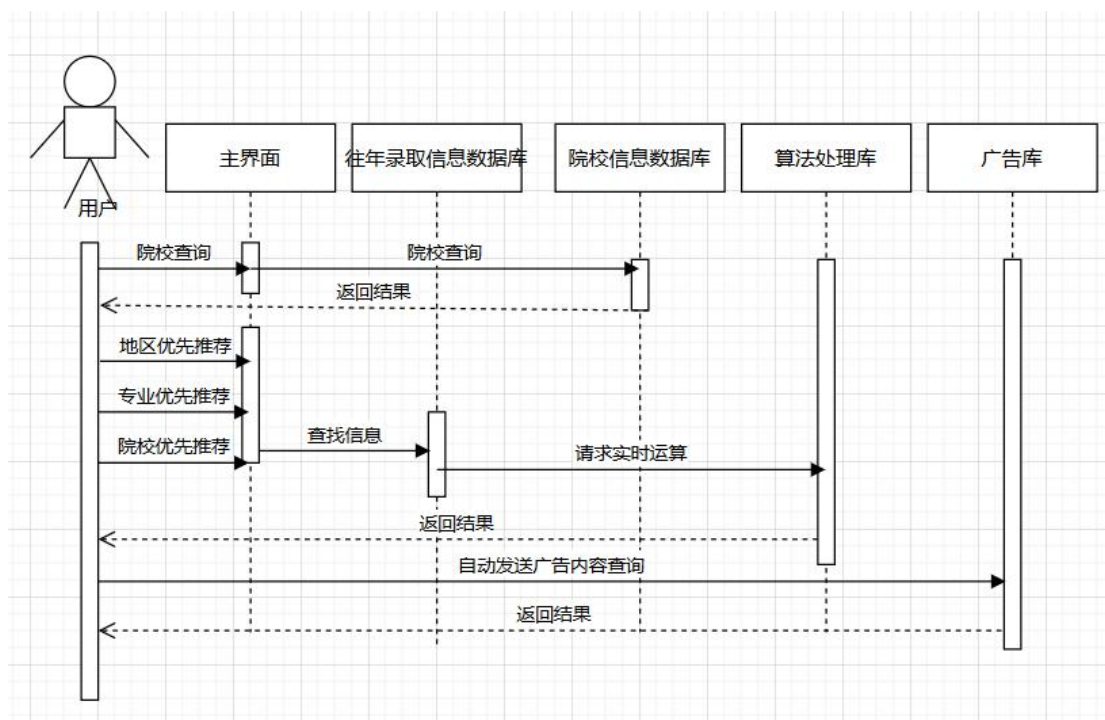 主界面
往年录取信息数据库
院校信息数据库
算法处理库
广告库
用户
院校查询
院校查询
返回结果
地区优先推荐
专业优先推荐
院校优先推荐
查找信息
请求实时运算
返回结果
自动发送广告内容查询
返回结果